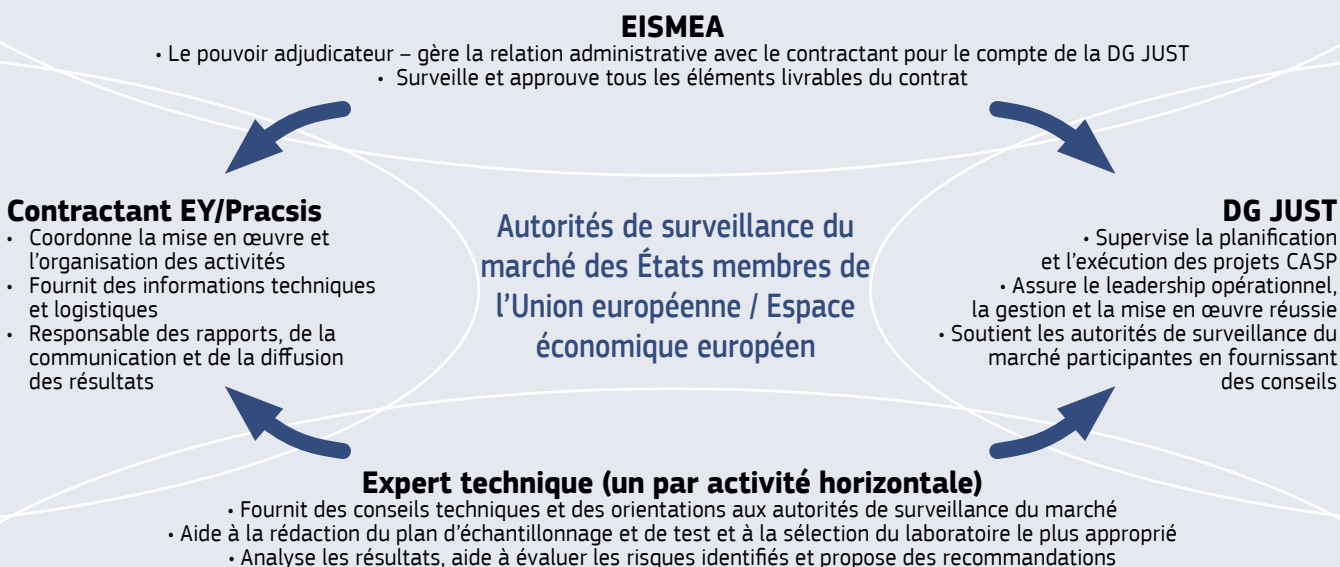 EISMEA
• Le pouvoir adjudicateur – gère la relation administrative avec le contractant pour le compte de la DG JUST
• Surveille et approuve tous les éléments livrables du contrat
Contractant EY/Pracsis
• Coordonne la mise en œuvre et
l'organisation des activités
• Fournit des informations techniques
et logistiques
• Responsable des rapports, de la
communication et de la diffusion
des résultats
Autorités de surveillance du
marché des États membres de
l'Union européenne / Espace
économique européen
DG JUST
• Supervise la planification
et l'exécution des projets CASP
• Assure le leadership opérationnel,
la gestion et la mise en œuvre réussie
• Soutient les autorités de surveillance du
marché participantes en fournissant
des conseils
Expert technique (un par activité horizontale)
• Fournit des conseils techniques et des orientations aux autorités de surveillance du marché
• Aide à la rédaction du plan d'échantillonnage et de test et à la sélection du laboratoire le plus approprié
• Analyse les résultats, aide à évaluer les risques identifiés et propose des recommandations